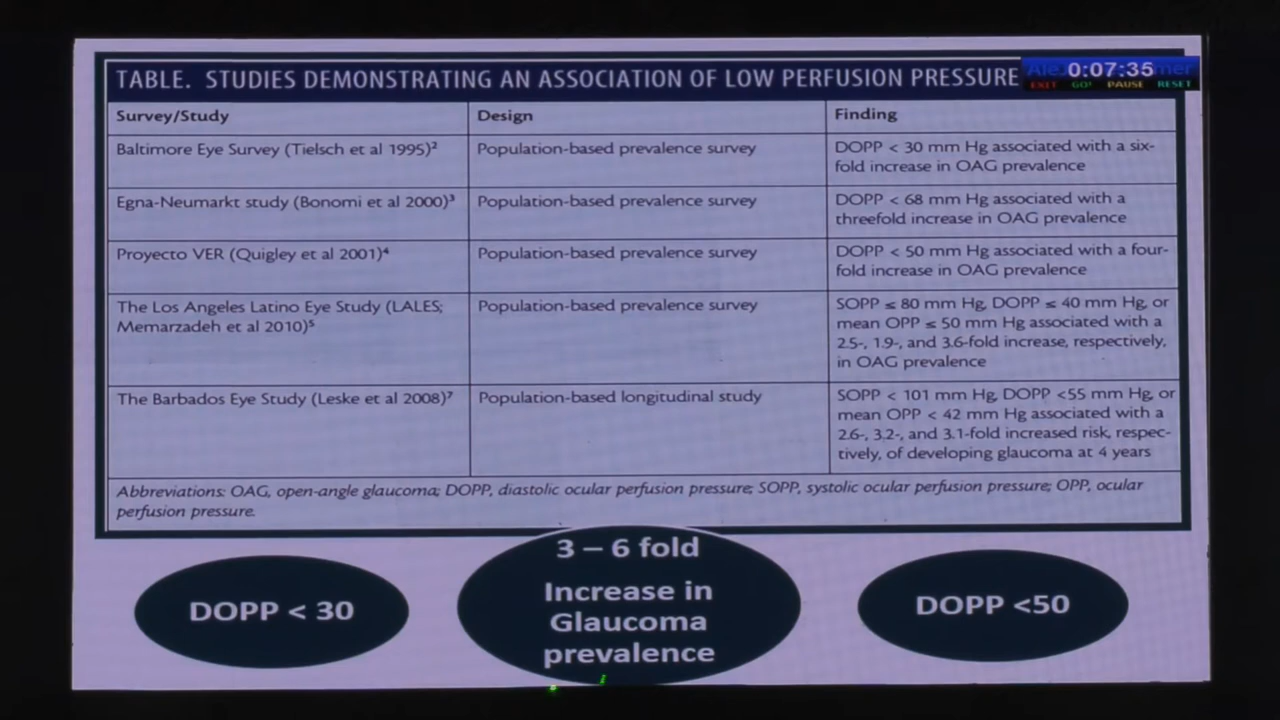 TABLE. STUDIES DEMONSTRATING AN ASSOCIATION OF LOW PERFUSION PRESSURE
0:07:35
EXIT GO! PAUSE RESET
Survey/Study Design Finding
Baltimore Eye Survey (Tielsch et al 1995)² Population-based prevalence survey DOPP < 30 mm Hg associated with a six-
fold increase in OAG prevalence
Egna-Neumarkt study (Bonomi et al 2000)³ Population-based prevalence survey DOPP < 68 mm Hg associated with a
threefold increase in OAG prevalence
Proyecto VER (Quigley et al 2001)⁴ Population-based prevalence survey DOPP < 50 mm Hg associated with a four-
fold increase in OAG prevalence
The Los Angeles Latino Eye Study (LALES; Population-based prevalence survey SOPP ≤ 80 mm Hg, DOPP ≤ 40 mm Hg, or
Memarzadeh et al 2010)⁵ mean OPP ≤ 50 mm Hg associated with a
2.5-, 1.9-, and 3.6-fold increase, respectively,
in OAG prevalence
The Barbados Eye Study (Leske et al 2008)⁷ Population-based longitudinal study SOPP < 101 mm Hg, DOPP <55 mm Hg, or
mean OPP < 42 mm Hg associated with a
2.6-, 3.2-, and 3.1-fold increased risk, respec-
tively, of developing glaucoma at 4 years
Abbreviations: OAG, open-angle glaucoma; DOPP, diastolic ocular perfusion pressure; SOPP, systolic ocular perfusion pressure; OPP, ocular
perfusion pressure.
DOPP < 30
3 – 6 fold
Increase in
Glaucoma
prevalence
DOPP <50